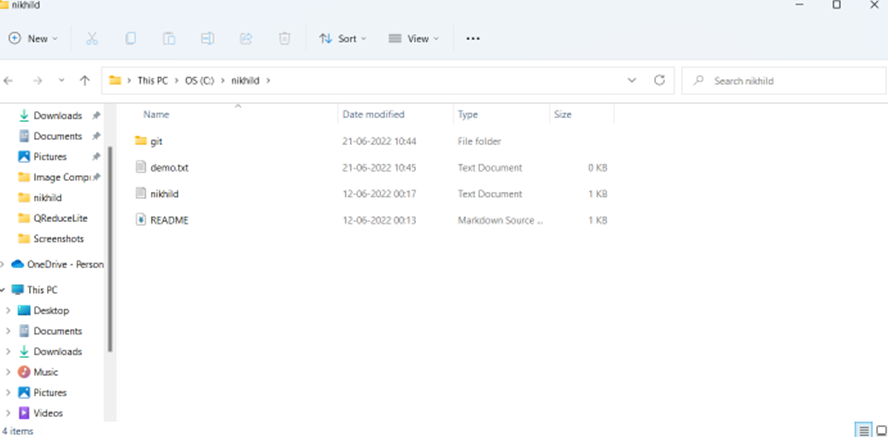 nikhild
New
Sort
View
This PC > OS (C:) > nikhild >
Search nikhild
Name Date modified Type Size
git 21-06-2022 10:44 File folder
demo.txt 21-06-2022 10:45 Text Document 0 KB
nikhild 12-06-2022 00:17 Text Document 1 KB
README 12-06-2022 00:13 Markdown Source ... 1 KB
Downloads
Documents
Pictures
Image Compr
nikhild
QReduceLite
Screenshots
OneDrive - Person
This PC
Desktop
Documents
Downloads
Music
Pictures
Videos
4 items